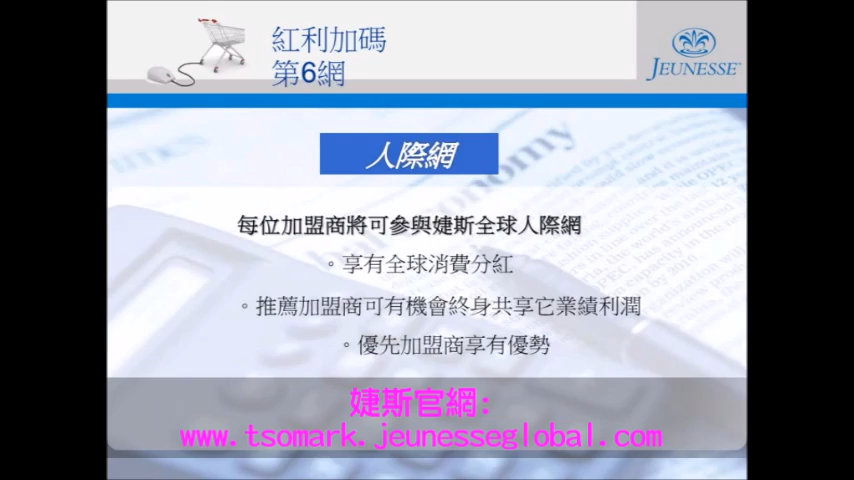 紅利加碼
第6網
JEUNESSE
人際網
每位加盟商將可參與婕斯全球人際網
。享有全球消費分紅
。推薦加盟商可有機會終身共享它業績利潤
。優先加盟商享有優勢
婕斯官網:
www.tsomark.jeunesseglobal.com